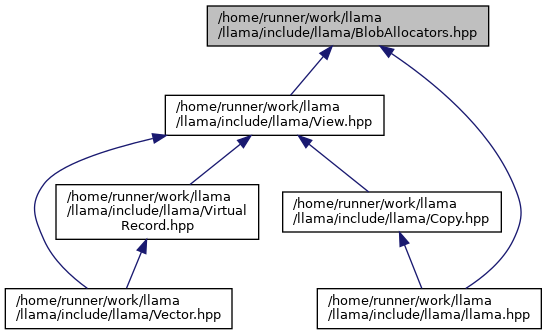 /home/runner/work/llama
/llama/include/llama/BlobAllocators.hpp
/home/runner/work/llama
/llama/include/llama/View.hpp
/home/runner/work/llama
/llama/include/llama/Virtual
Record.hpp
/home/runner/work/llama
/llama/include/llama/Copy.hpp
/home/runner/work/llama
/llama/include/llama/Vector.hpp
/home/runner/work/llama
/llama/include/llama/llama.hpp